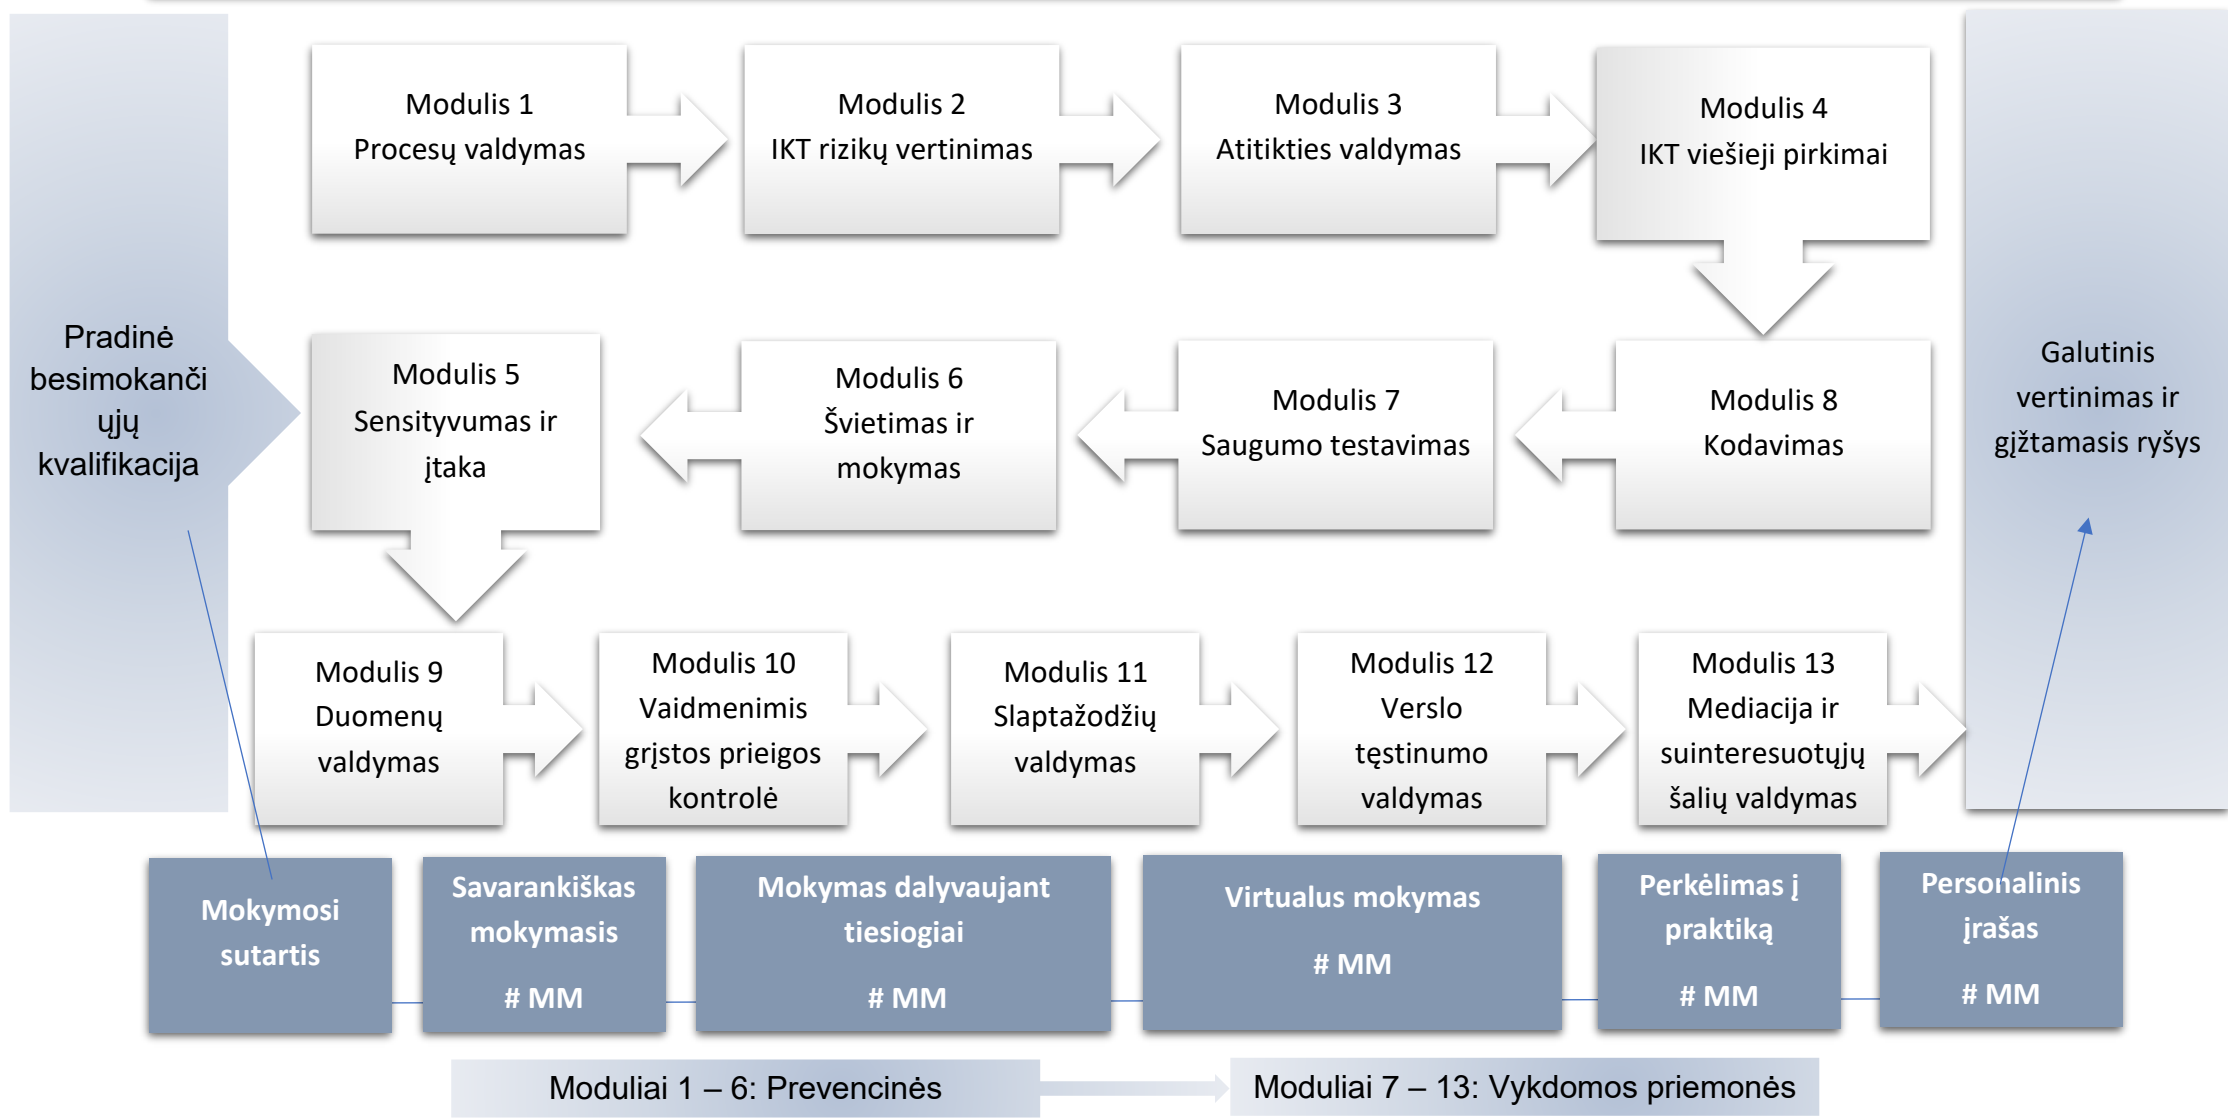 Modulis 1
Procesų valdymas
Modulis 2
IKT rizikų vertinimas
Modulis 3
Atitikties valdymas
Modulis 4
IKT viešieji pirkimai
Pradinė
besimokanči
ųjų
kvalifikacija
Modulis 5
Sensityvumas ir
įtaka
Modulis 6
Švietimas ir
mokymas
Modulis 7
Saugumo testavimas
Modulis 8
Kodavimas
Galutinis
vertinimas ir
gįžtamasis ryšys
Modulis 9
Duomenų
valdymas
Modulis 10
Vaidmenimis
grįstos prieigos
kontrolė
Modulis 11
Slaptažodžių
valdymas
Modulis 12
Verslo
tęstinumo
valdymas
Modulis 13
Mediacija ir
suinteresuotųjų
šalių valdymas
Mokymosi
sutartis
Savarankiškas
mokymasis
# MM
Mokymas dalyvaujant
tiesiogiai
# MM
Virtualus mokymas
# MM
Perkėlimas į
praktiką
# MM
Personalinis
įrašas
# MM
Moduliai 1 – 6: Prevencinės
Moduliai 7 – 13: Vykdomos priemonės